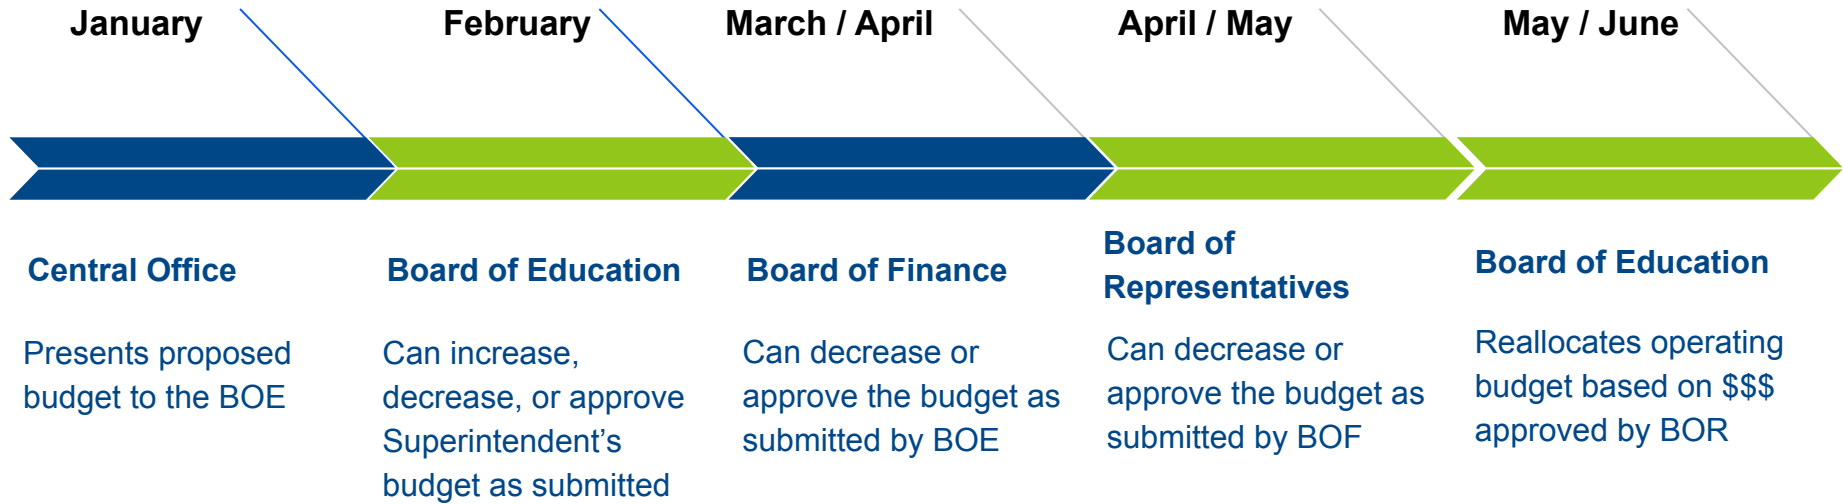 January
February
March / April
April / May
May / June
Central Office
Presents proposed
budget to the BOE
Board of Education
Can increase,
decrease, or approve
Superintendent’s
budget as submitted
Board of Finance
Can decrease or
approve the budget as
submitted by BOE
Board of
Representatives
Can decrease or
approve the budget as
submitted by BOF
Board of Education
Reallocates operating
budget based on $$$
approved by BOR